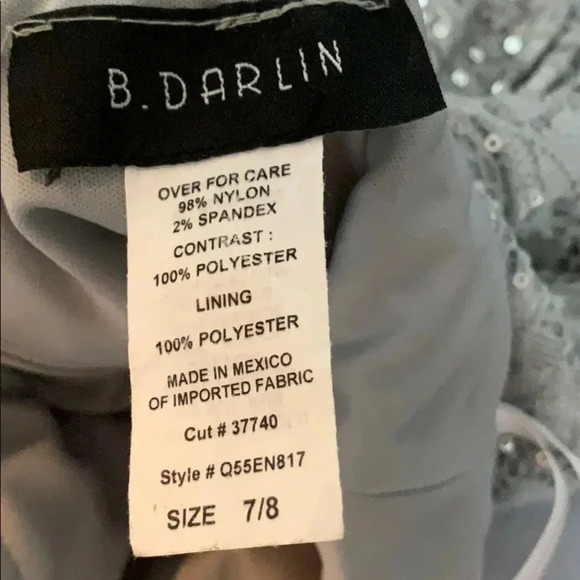 B. DARLIN
OVER FOR CARE
98% NYLON
2% SPANDEX
CONTRAST :
100% POLYESTER
LINING
100% POLYESTER
MADE IN MEXICO
OF IMPORTED FABRIC
Cut # 37740
Style # Q55EN817
SIZE 7/8